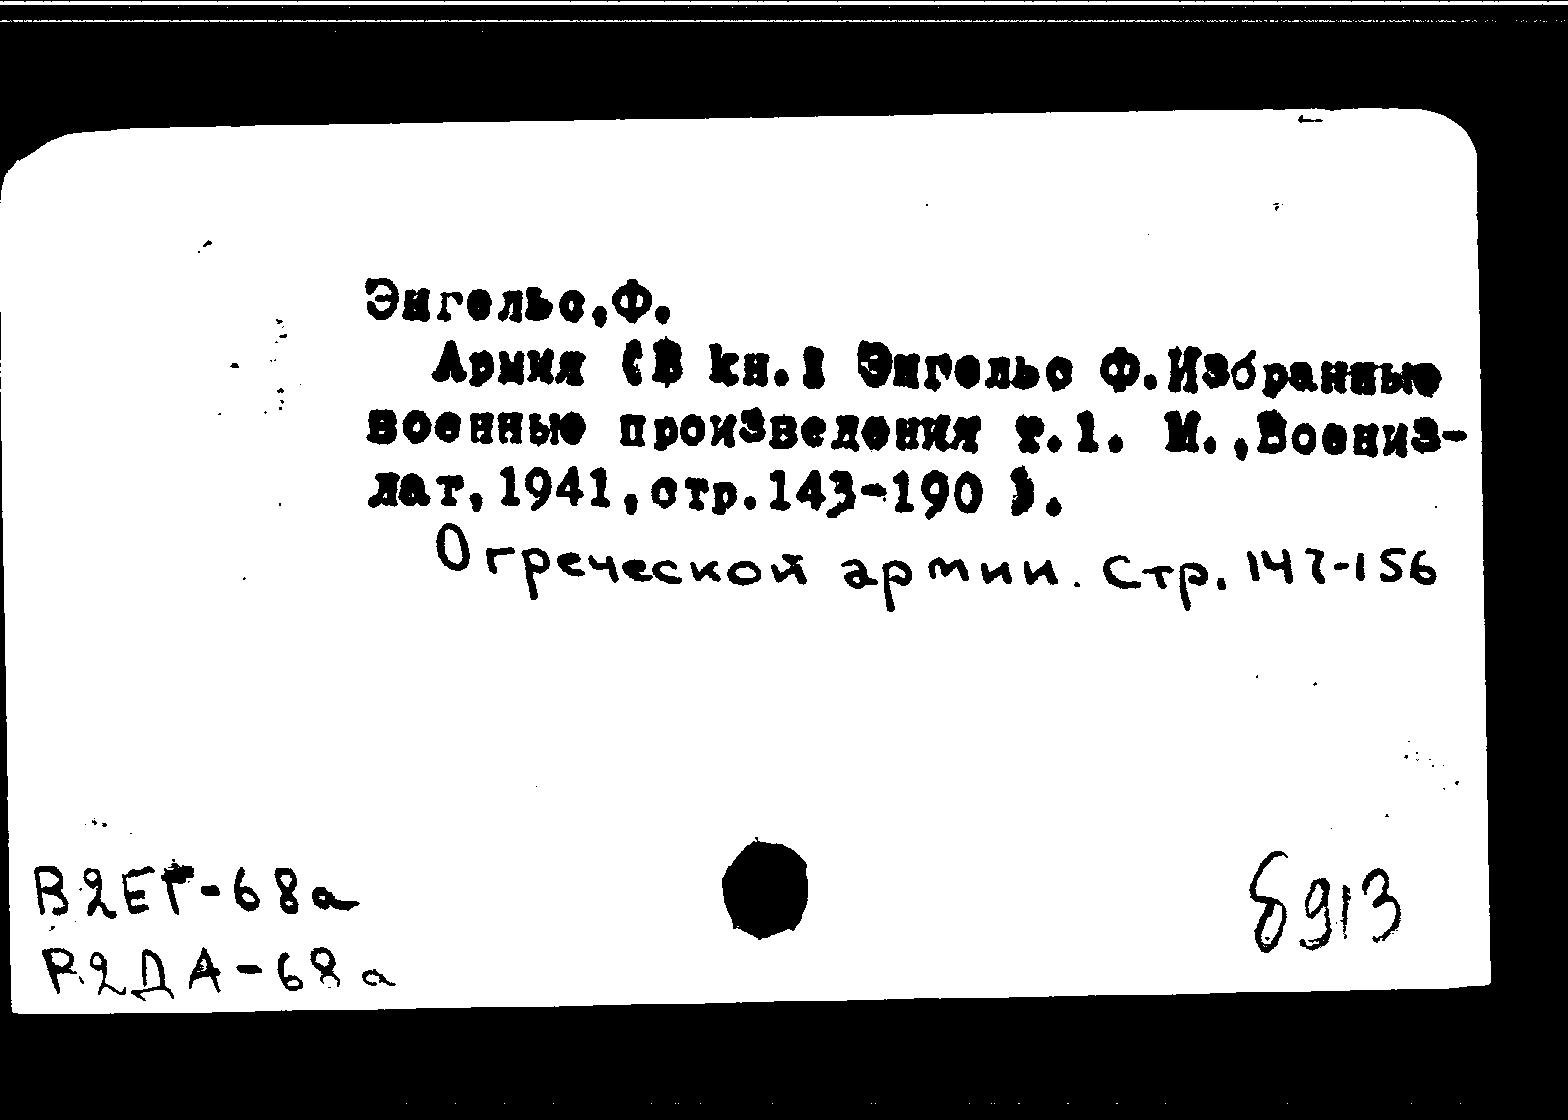 Энгельс,Ф.
Армия (В кн.: Энгельс Ф.Избранные
военные произведения т.1. М.,Воениз-
дат,1941,стр.143-190 ).
О греческой армии. Стр. 147-156
В2ЕГ-68а
Р2ДА-68а
б913